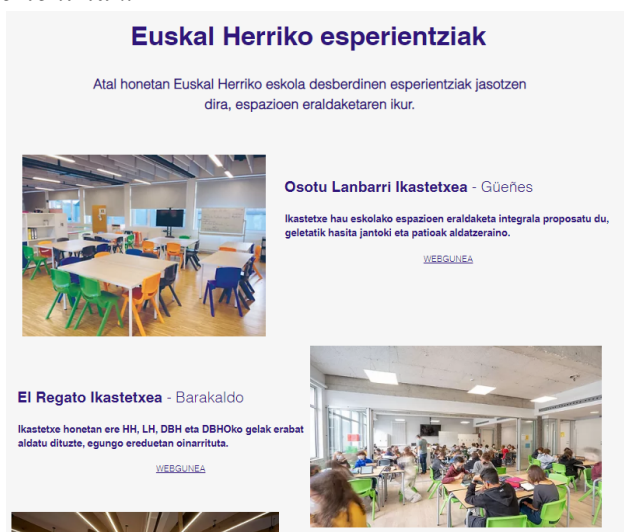 Euskal Herriko esperientziak
Atal honetan Euskal Herriko eskola desberdinen esperientziak jasotzen
dira, espazioen eraldaketaren ikur.
Osotu Lanbarri Ikastetxea - Güeñes
Ikastetxe hau eskolako espazioen eraldaketa integrala proposatu du,
geletatik hasita jantoki eta patioak aldatzeraino.
WEBGUNEA
El Regato Ikastetxea - Barakaldo
Ikastetxe honetan ere HH, LH, DBH eta DBHOko gelak erabat
aldatu dituzte, egungo ereduetan oinarrituta.
WEBGUNEA